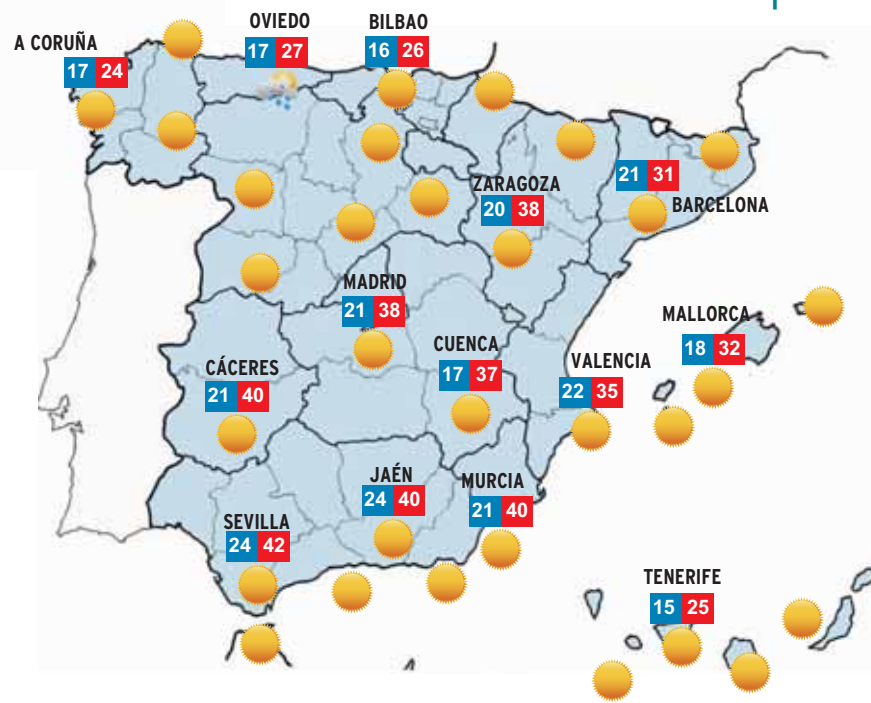 OVIEDO
17 27
BILBAO
16 26
A CORUÑA
17 24
ZARAGOZA
20 38
21 31
BARCELONA
MADRID
21 38
MALLORCA
18 32
CUENCA
17 37
VALENCIA
22 35
CÁCERES
21 40
JAÉN
24 40
MURCIA
21 40
SEVILLA
24 42
TENERIFE
15 25